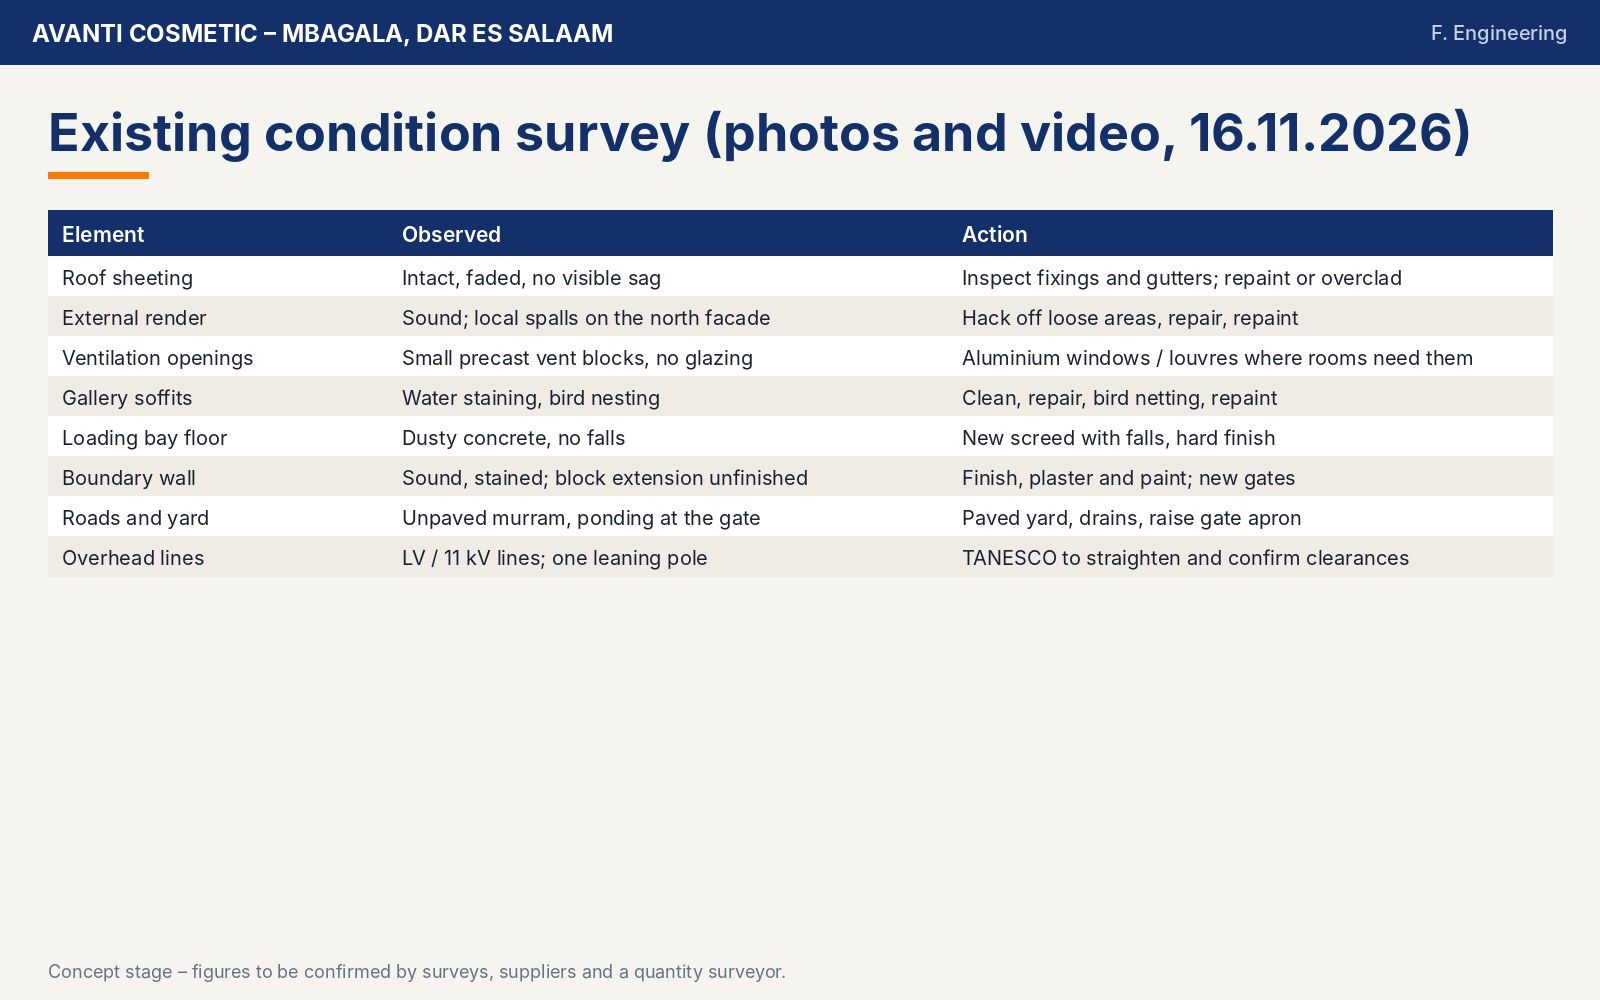 AVANTI COSMETIC – MBAGALA, DAR ES SALAAM
F. Engineering
Existing condition survey (photos and video, 16.11.2026)
Element Observed Action
Roof sheeting Intact, faded, no visible sag Inspect fixings and gutters; repaint or overclad
External render Sound; local spalls on the north facade Hack off loose areas, repair, repaint
Ventilation openings Small precast vent blocks, no glazing Aluminium windows / louvres where rooms need them
Gallery soffits Water staining, bird nesting Clean, repair, bird netting, repaint
Loading bay floor Dusty concrete, no falls New screed with falls, hard finish
Boundary wall Sound, stained; block extension unfinished Finish, plaster and paint; new gates
Roads and yard Unpaved murram, ponding at the gate Paved yard, drains, raise gate apron
Overhead lines LV / 11 kV lines; one leaning pole TANESCO to straighten and confirm clearances
Concept stage – figures to be confirmed by surveys, suppliers and a quantity surveyor.